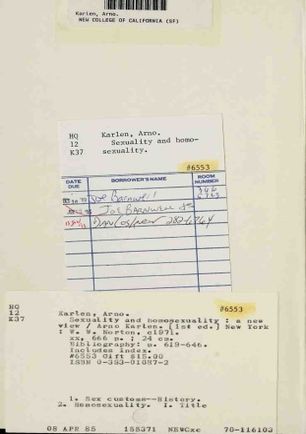 Karlen, Arno.
NEW COLLEGE OF CALIFORNIA (SF)
HQ Karlen, Arno.
12 Sexuality and homo-
K37 sexuality.
#6553
DATE DUE BORROWER'S NAME ROOM NUMBER
Joe Barnwell
Joe Barnwell
HQ #6553
12 Karlen, Arno.
K37 Sexuality and homosexuality : a new
view / Arno Karlen. [1st ed.] New York
: W. W. Norton, c1971.
xx, 666 p. ; 24 cm.
Bibliography: p. 619-646.
Includes index.
#6553 Gift $15.00
ISBN 0-393-01087-2
1. Sex customs--History.
2. Homosexuality. I. Title
08 APR 85 155371 NEWCxc 70-116103